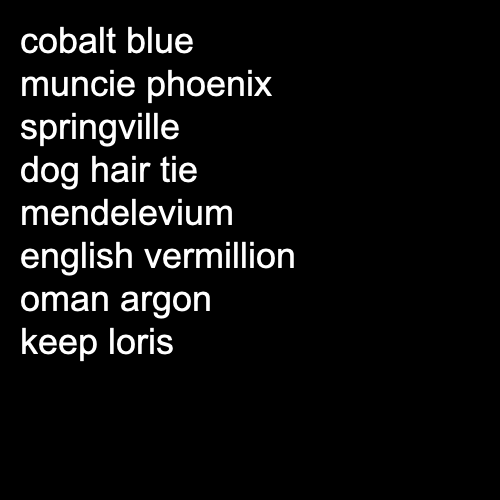 cobalt blue
muncie phoenix
springville
dog hair tie
mendelevium
english vermillion
oman argon
keep loris